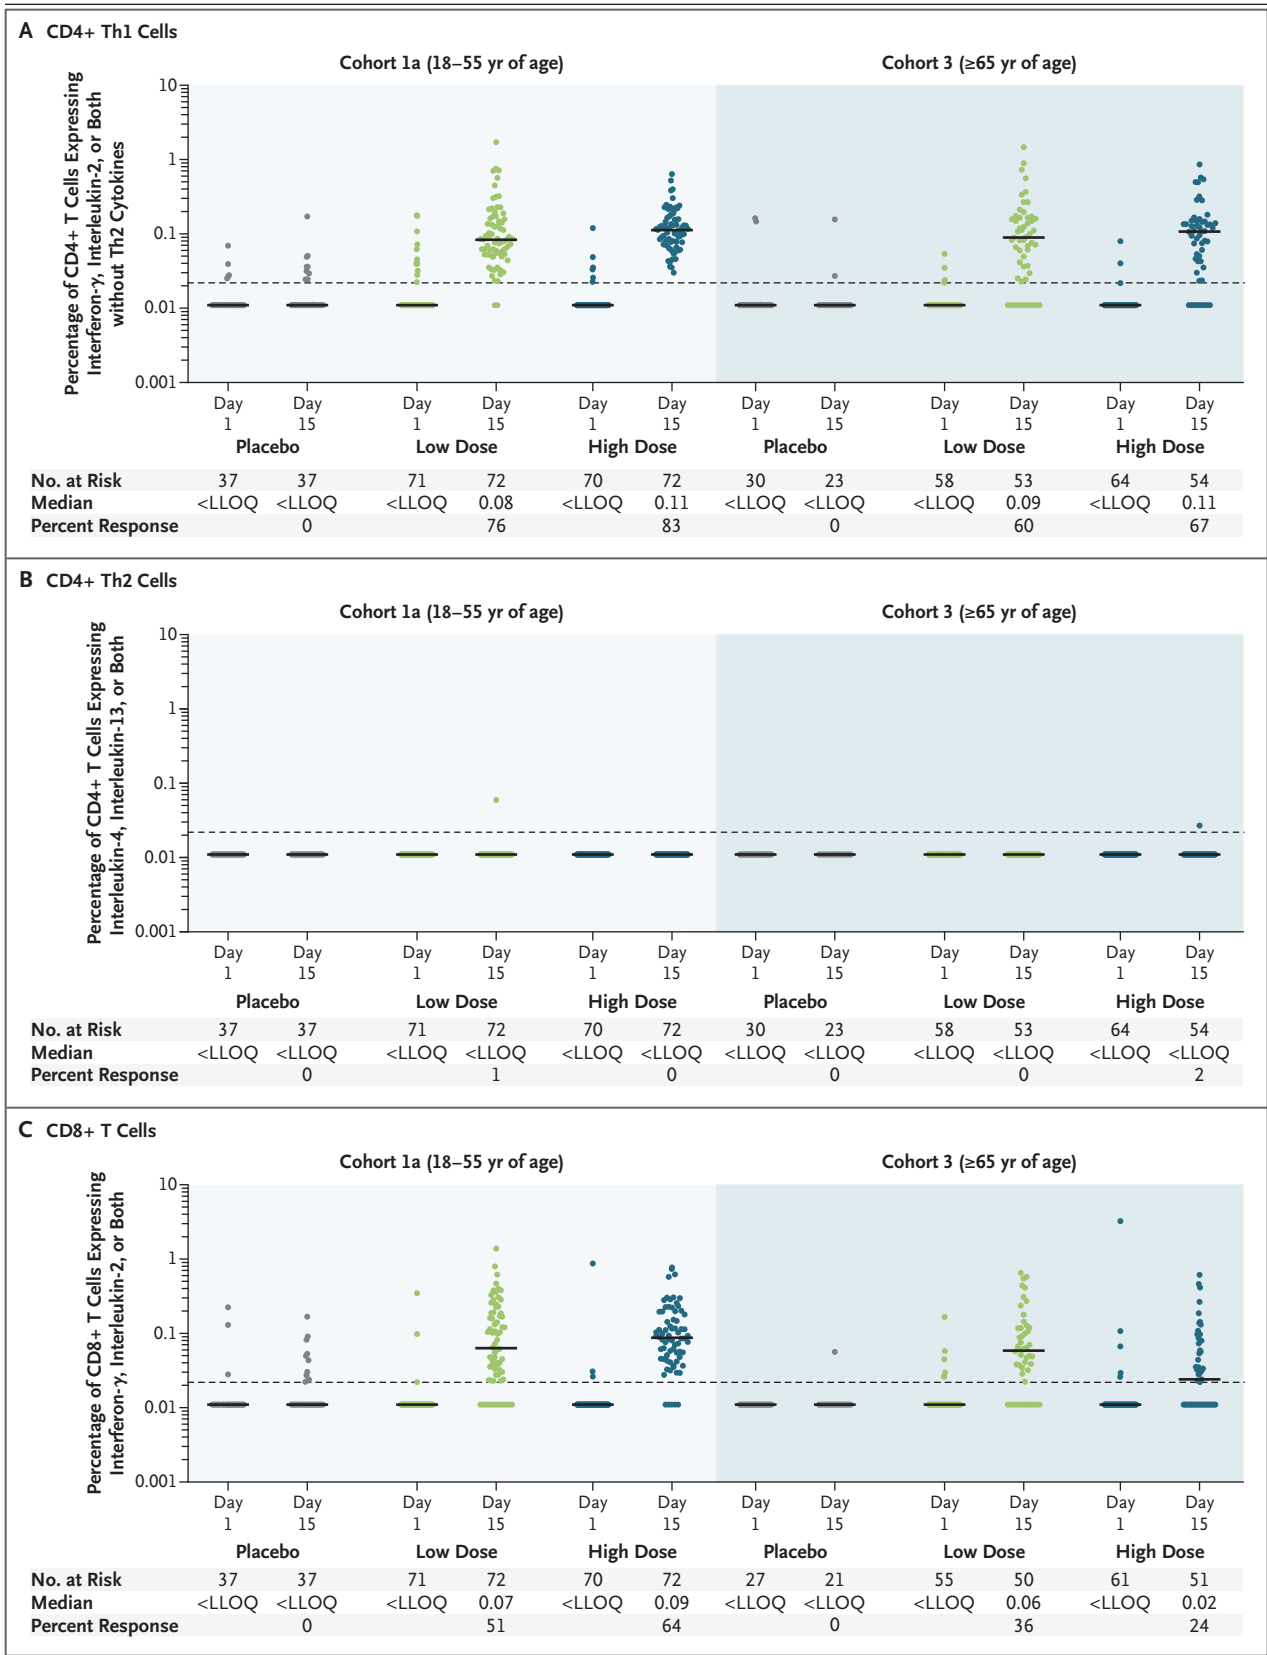 A CD4+ Th1 Cells
Cohort 1a (18–55 yr of age) Cohort 3 (≥65 yr of age)
Percentage of CD4+ T Cells Expressing
Interferon-γ, Interleukin-2, or Both
without Th2 Cytokines
10
1
0.1
0.01
0.001
Day Day Day Day Day Day Day Day Day Day Day Day
1 15 1 15 1 15 1 15 1 15 1 15
Placebo Low Dose High Dose Placebo Low Dose High Dose
No. at Risk 37 37 71 72 70 72 30 23 58 53 64 54
Median <LLOQ <LLOQ <LLOQ 0.08 <LLOQ 0.11 <LLOQ <LLOQ <LLOQ 0.09 <LLOQ 0.11
Percent Response 0 76 83 0 60 67
B CD4+ Th2 Cells
Cohort 1a (18–55 yr of age) Cohort 3 (≥65 yr of age)
Percentage of CD4+ T Cells Expressing
Interleukin-4, Interleukin-13, or Both
10
1
0.1
0.01
0.001
Day Day Day Day Day Day Day Day Day Day Day Day
1 15 1 15 1 15 1 15 1 15 1 15
Placebo Low Dose High Dose Placebo Low Dose High Dose
No. at Risk 37 37 71 72 70 72 30 23 58 53 64 54
Median <LLOQ <LLOQ <LLOQ <LLOQ <LLOQ <LLOQ <LLOQ <LLOQ <LLOQ <LLOQ <LLOQ <LLOQ
Percent Response 0 1 0 0 0 2
C CD8+ T Cells
Cohort 1a (18–55 yr of age) Cohort 3 (≥65 yr of age)
Percentage of CD8+ T Cells Expressing
Interferon-γ, Interleukin-2, or Both
10
1
0.1
0.01
0.001
Day Day Day Day Day Day Day Day Day Day Day Day
1 15 1 15 1 15 1 15 1 15 1 15
Placebo Low Dose High Dose Placebo Low Dose High Dose
No. at Risk 37 37 71 72 70 72 27 21 55 50 61 51
Median <LLOQ <LLOQ <LLOQ 0.07 <LLOQ 0.09 <LLOQ <LLOQ <LLOQ 0.06 <LLOQ 0.02
Percent Response 0 51 64 0 36 24